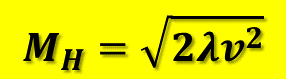 M_H = √(2λv²)